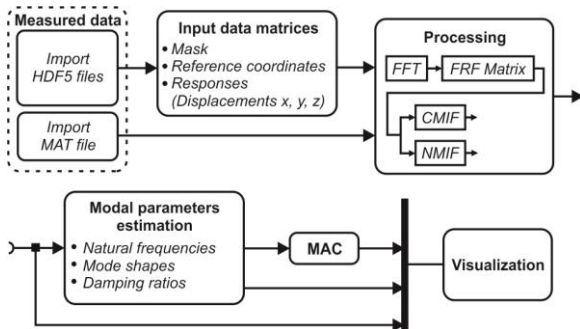 Measured data
Import
HDF5 files
Import
MAT file
Input data matrices
• Mask
• Reference coordinates
• Responses
(Displacements x, y, z)
Processing
FFT
FRF Matrix
CMIF
NMIF
Modal parameters
estimation
• Natural frequencies
• Mode shapes
• Damping ratios
MAC
Visualization